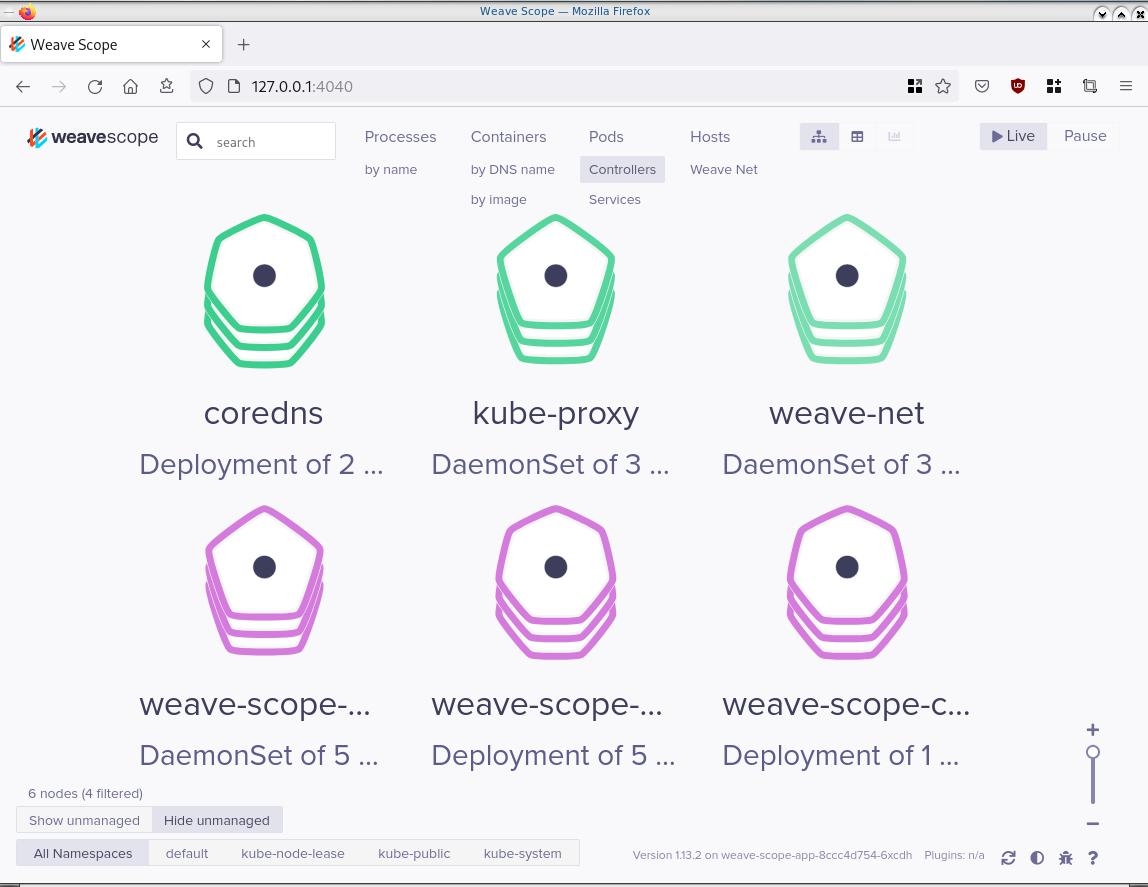 Weave Scope — Mozilla Firefox
Weave Scope
127.0.0.1:4040
weavescope
search
Processes
by name
Containers
by DNS name
by image
Pods
Controllers
Services
Hosts
Weave Net
Live
Pause
coredns
Deployment of 2 ...
kube-proxy
DaemonSet of 3 ...
weave-net
DaemonSet of 3 ...
weave-scope-...
DaemonSet of 5 ...
weave-scope-...
Deployment of 5 ...
weave-scope-c...
Deployment of 1 ...
6 nodes (4 filtered)
Show unmanaged Hide unmanaged
All Namespaces default kube-node-lease kube-public kube-system
Version 1.13.2 on weave-scope-app-8ccc4d754-6xcdh Plugins: n/a